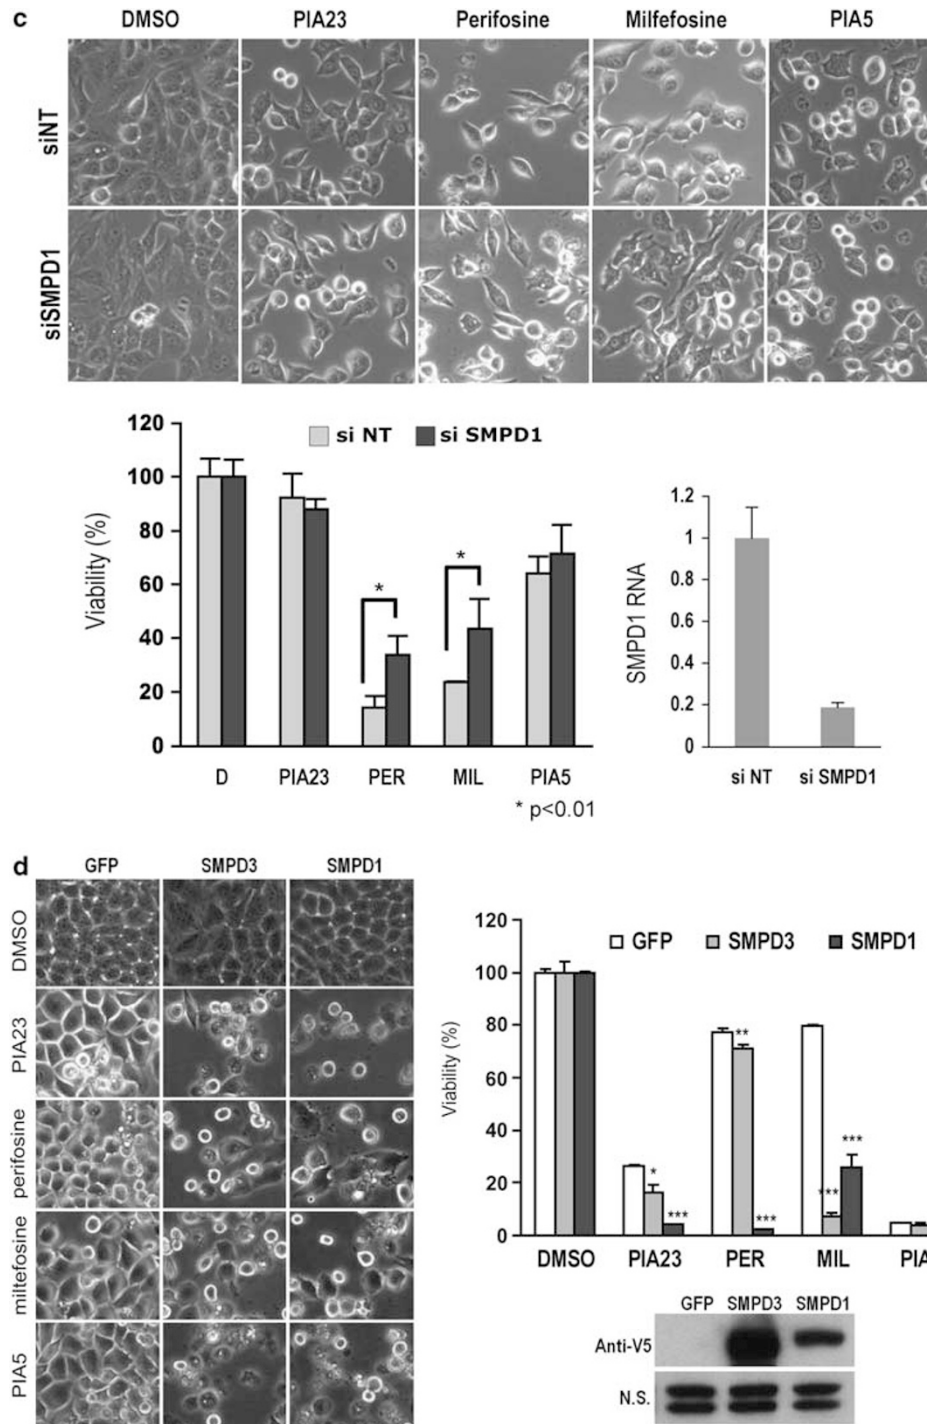 c
DMSO PIA23 Perifosine Milfefosine PIA5
siNT
siSMPD1
120
100
80
60
40
20
0
Viability (%)
si NT si SMPD1
*
*
D PIA23 PER MIL PIA5
* p<0.01
1.2
1
0.8
0.6
0.4
0.2
0
SMPD1 RNA
si NT si SMPD1
d
GFP SMPD3 SMPD1
DMSO
PIA23
perifosine
miltefosine
PIA5
120
100
80
60
40
20
0
Viability (%)
GFP SMPD3 SMPD1
*
***
**
***
***
***
DMSO PIA23 PER MIL PIA
GFP SMPD3 SMPD1
Anti-V5
N.S.